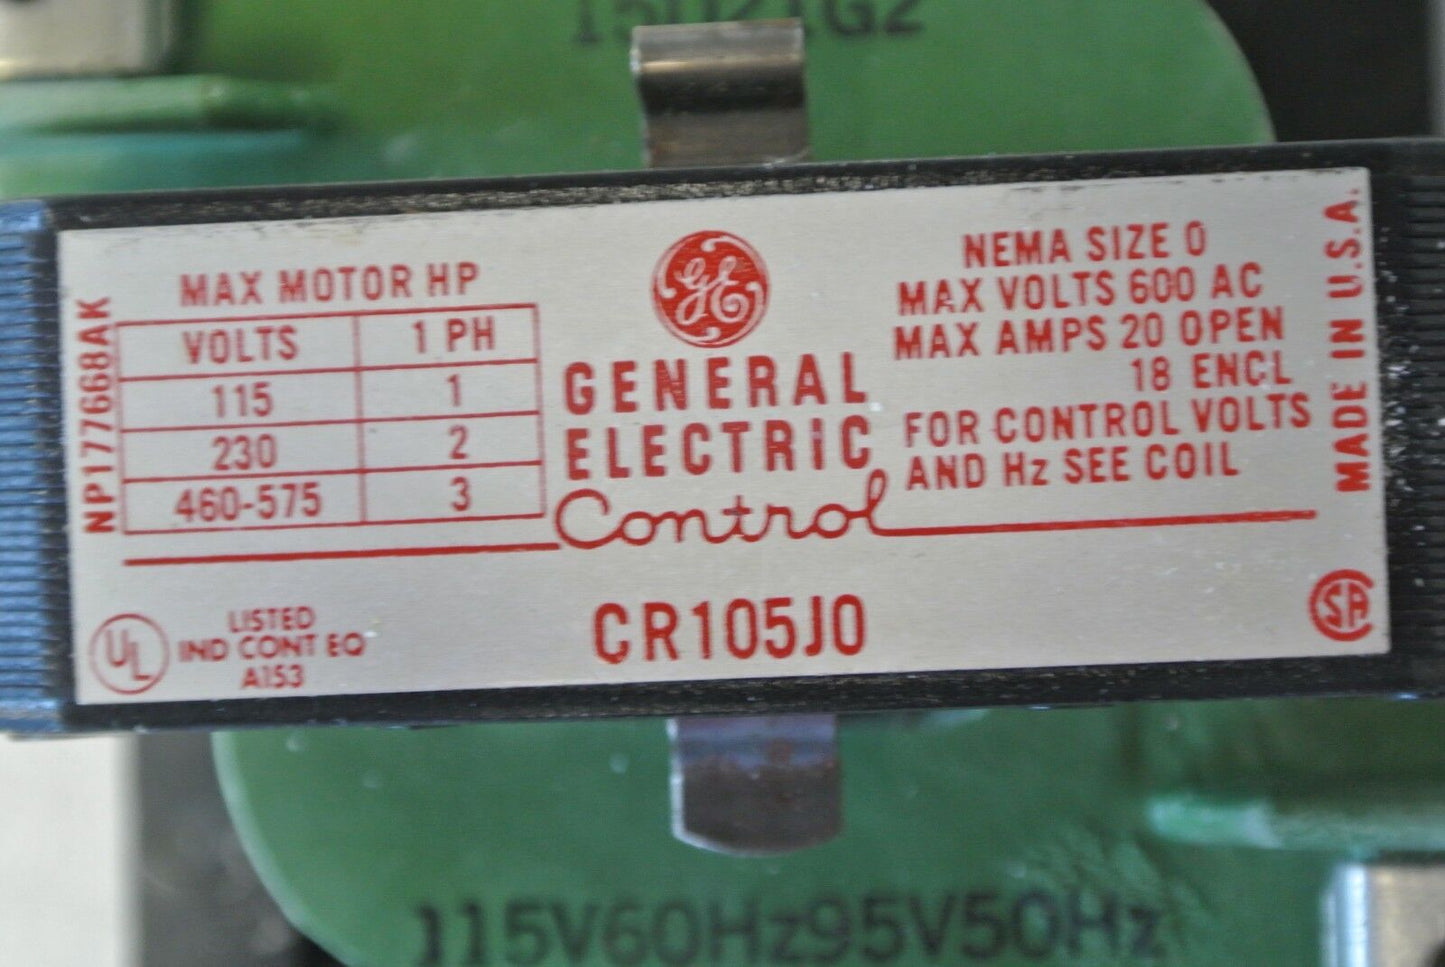 15D21G2
NP17668AK
MAX MOTOR HP
VOLTS 1 PH
115 1
230 2
460-575 3
GE
GENERAL
ELECTRIC
Control
NEMA SIZE 0
MAX VOLTS 600 AC
MAX AMPS 20 OPEN
18 ENCL
FOR CONTROL VOLTS
AND Hz SEE COIL
MADE IN U.S.A.
UL
LISTED
IND CONT EQ
A153
CR105J0
SA
115V60Hz95V50Hz